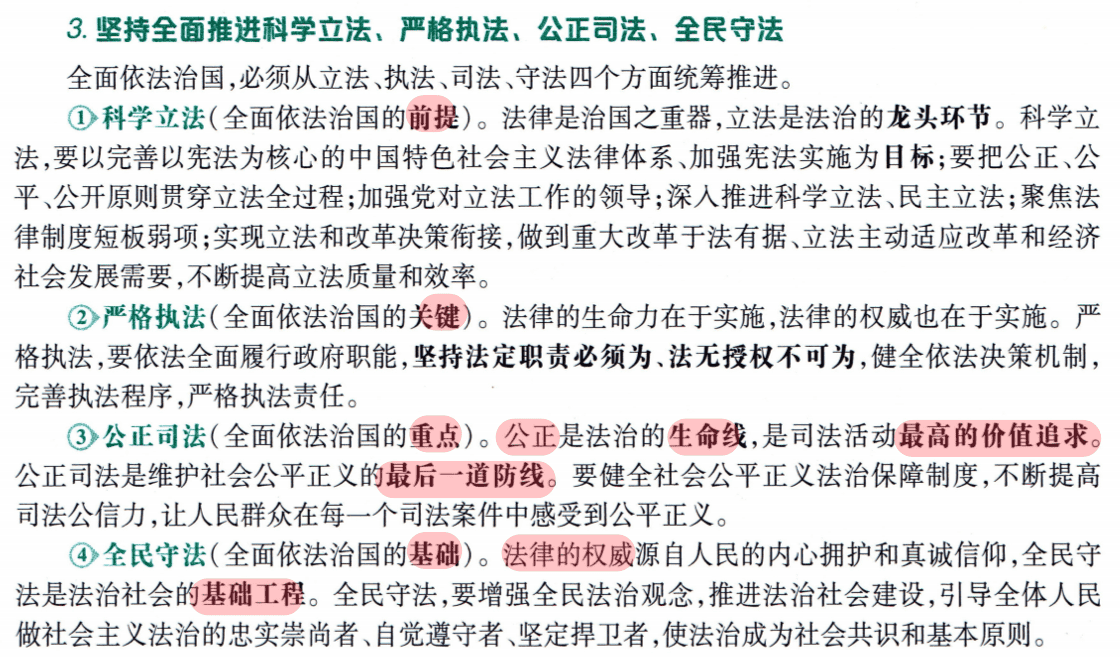 3. 坚持全面推进科学立法、严格执法、公正司法、全民守法
全面依法治国,必须从立法、执法、司法、守法四个方面统筹推进。
①科学立法(全面依法治国的前提)。法律是治国之重器,立法是法治的龙头环节。科学立
法,要以完善以宪法为核心的中国特色社会主义法律体系、加强宪法实施为目标;要把公正、公
平、公开原则贯穿立法全过程;加强党对立法工作的领导;深入推进科学立法、民主立法;聚焦法
律制度短板弱项;实现立法和改革决策衔接,做到重大改革于法有据、立法主动适应改革和经济
社会发展需要,不断提高立法质量和效率。
②严格执法(全面依法治国的关键)。法律的生命力在于实施,法律的权威也在于实施。严
格执法,要依法全面履行政府职能,坚持法定职责必须为、法无授权不可为,健全依法决策机制,
完善执法程序,严格执法责任。
③公正司法(全面依法治国的重点)。公正是法治的生命线,是司法活动最高的价值追求。
公正司法是维护社会公平正义的最后一道防线。要健全社会公平正义法治保障制度,不断提高
司法公信力,让人民群众在每一个司法案件中感受到公平正义。
④全民守法(全面依法治国的基础)。法律的权威源自人民的内心拥护和真诚信仰,全民守
法是法治社会的基础工程。全民守法,要增强全民法治观念,推进法治社会建设,引导全体人民
做社会主义法治的忠实崇尚者、自觉遵守者、坚定捍卫者,使法治成为社会共识和基本原则。